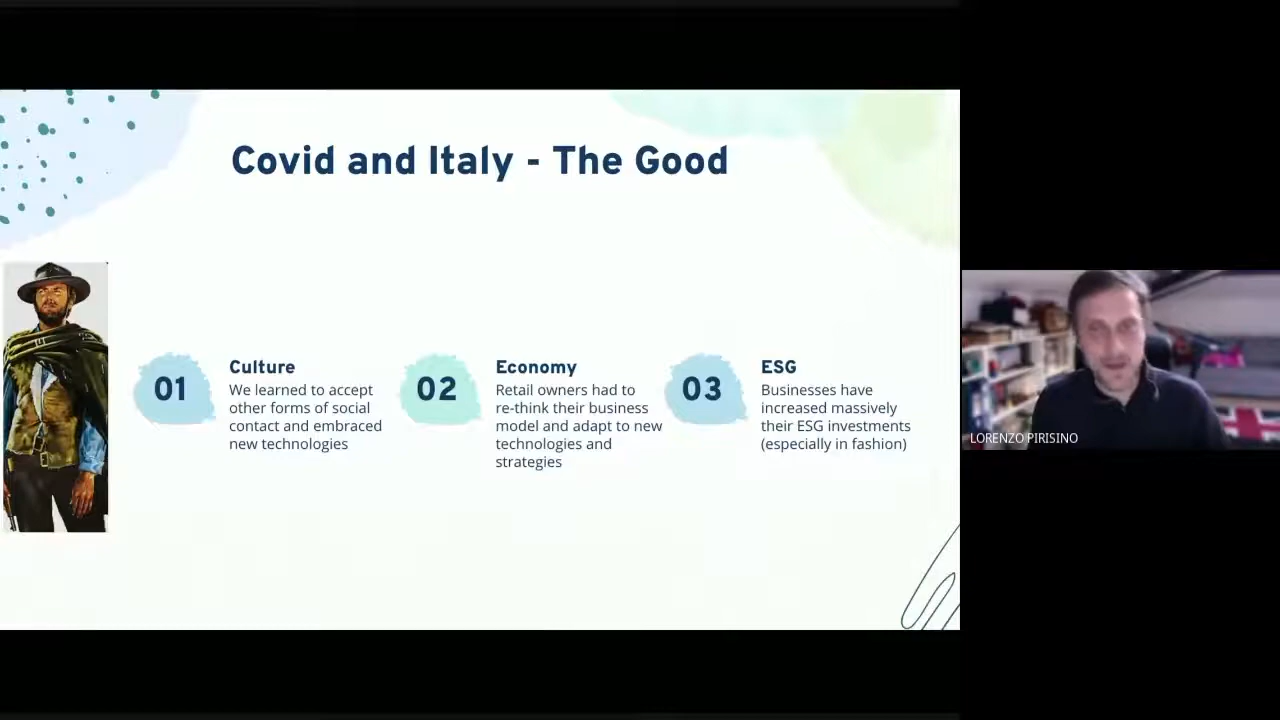 Covid and Italy - The Good
01
Culture
We learned to accept
other forms of social
contact and embraced
new technologies
02
Economy
Retail owners had to
re-think their business
model and adapt to new
technologies and
strategies
03
ESG
Businesses have
increased massively
their ESG investments
(especially in fashion)
LORENZO PIRISINO